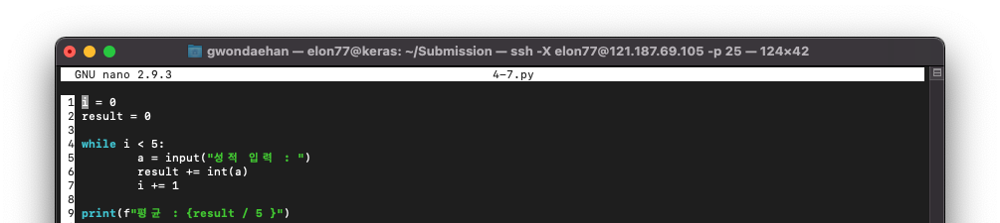 gwondaehan — elon77@keras: ~/Submission — ssh -X elon77@121.187.69.105 -p 25 — 124×42
GNU nano 2.9.3 4-7.py
1 i = 0
2 result = 0
3
4 while i < 5:
5 a = input("성적 입력 : ")
6 result += int(a)
7 i += 1
8
9 print(f"평균 : {result / 5 }")